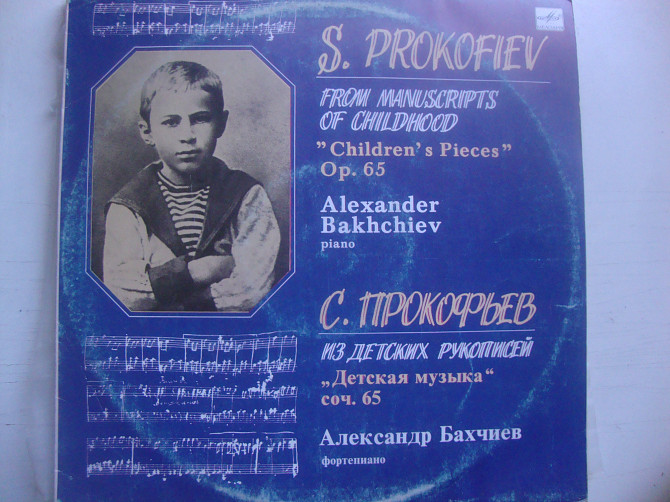 S. PROKOFIEV
FROM MANUSCRIPTS
OF CHILDHOOD
”Children's Pieces”
Op. 65
Alexander
Bakhchiev
piano
С. ПРОКОФЬЕВ
ИЗ ДЕТСКИХ РУКОПИСЕЙ
„Детская музыка“
соч. 65
Александр Бахчиев
фортепиано